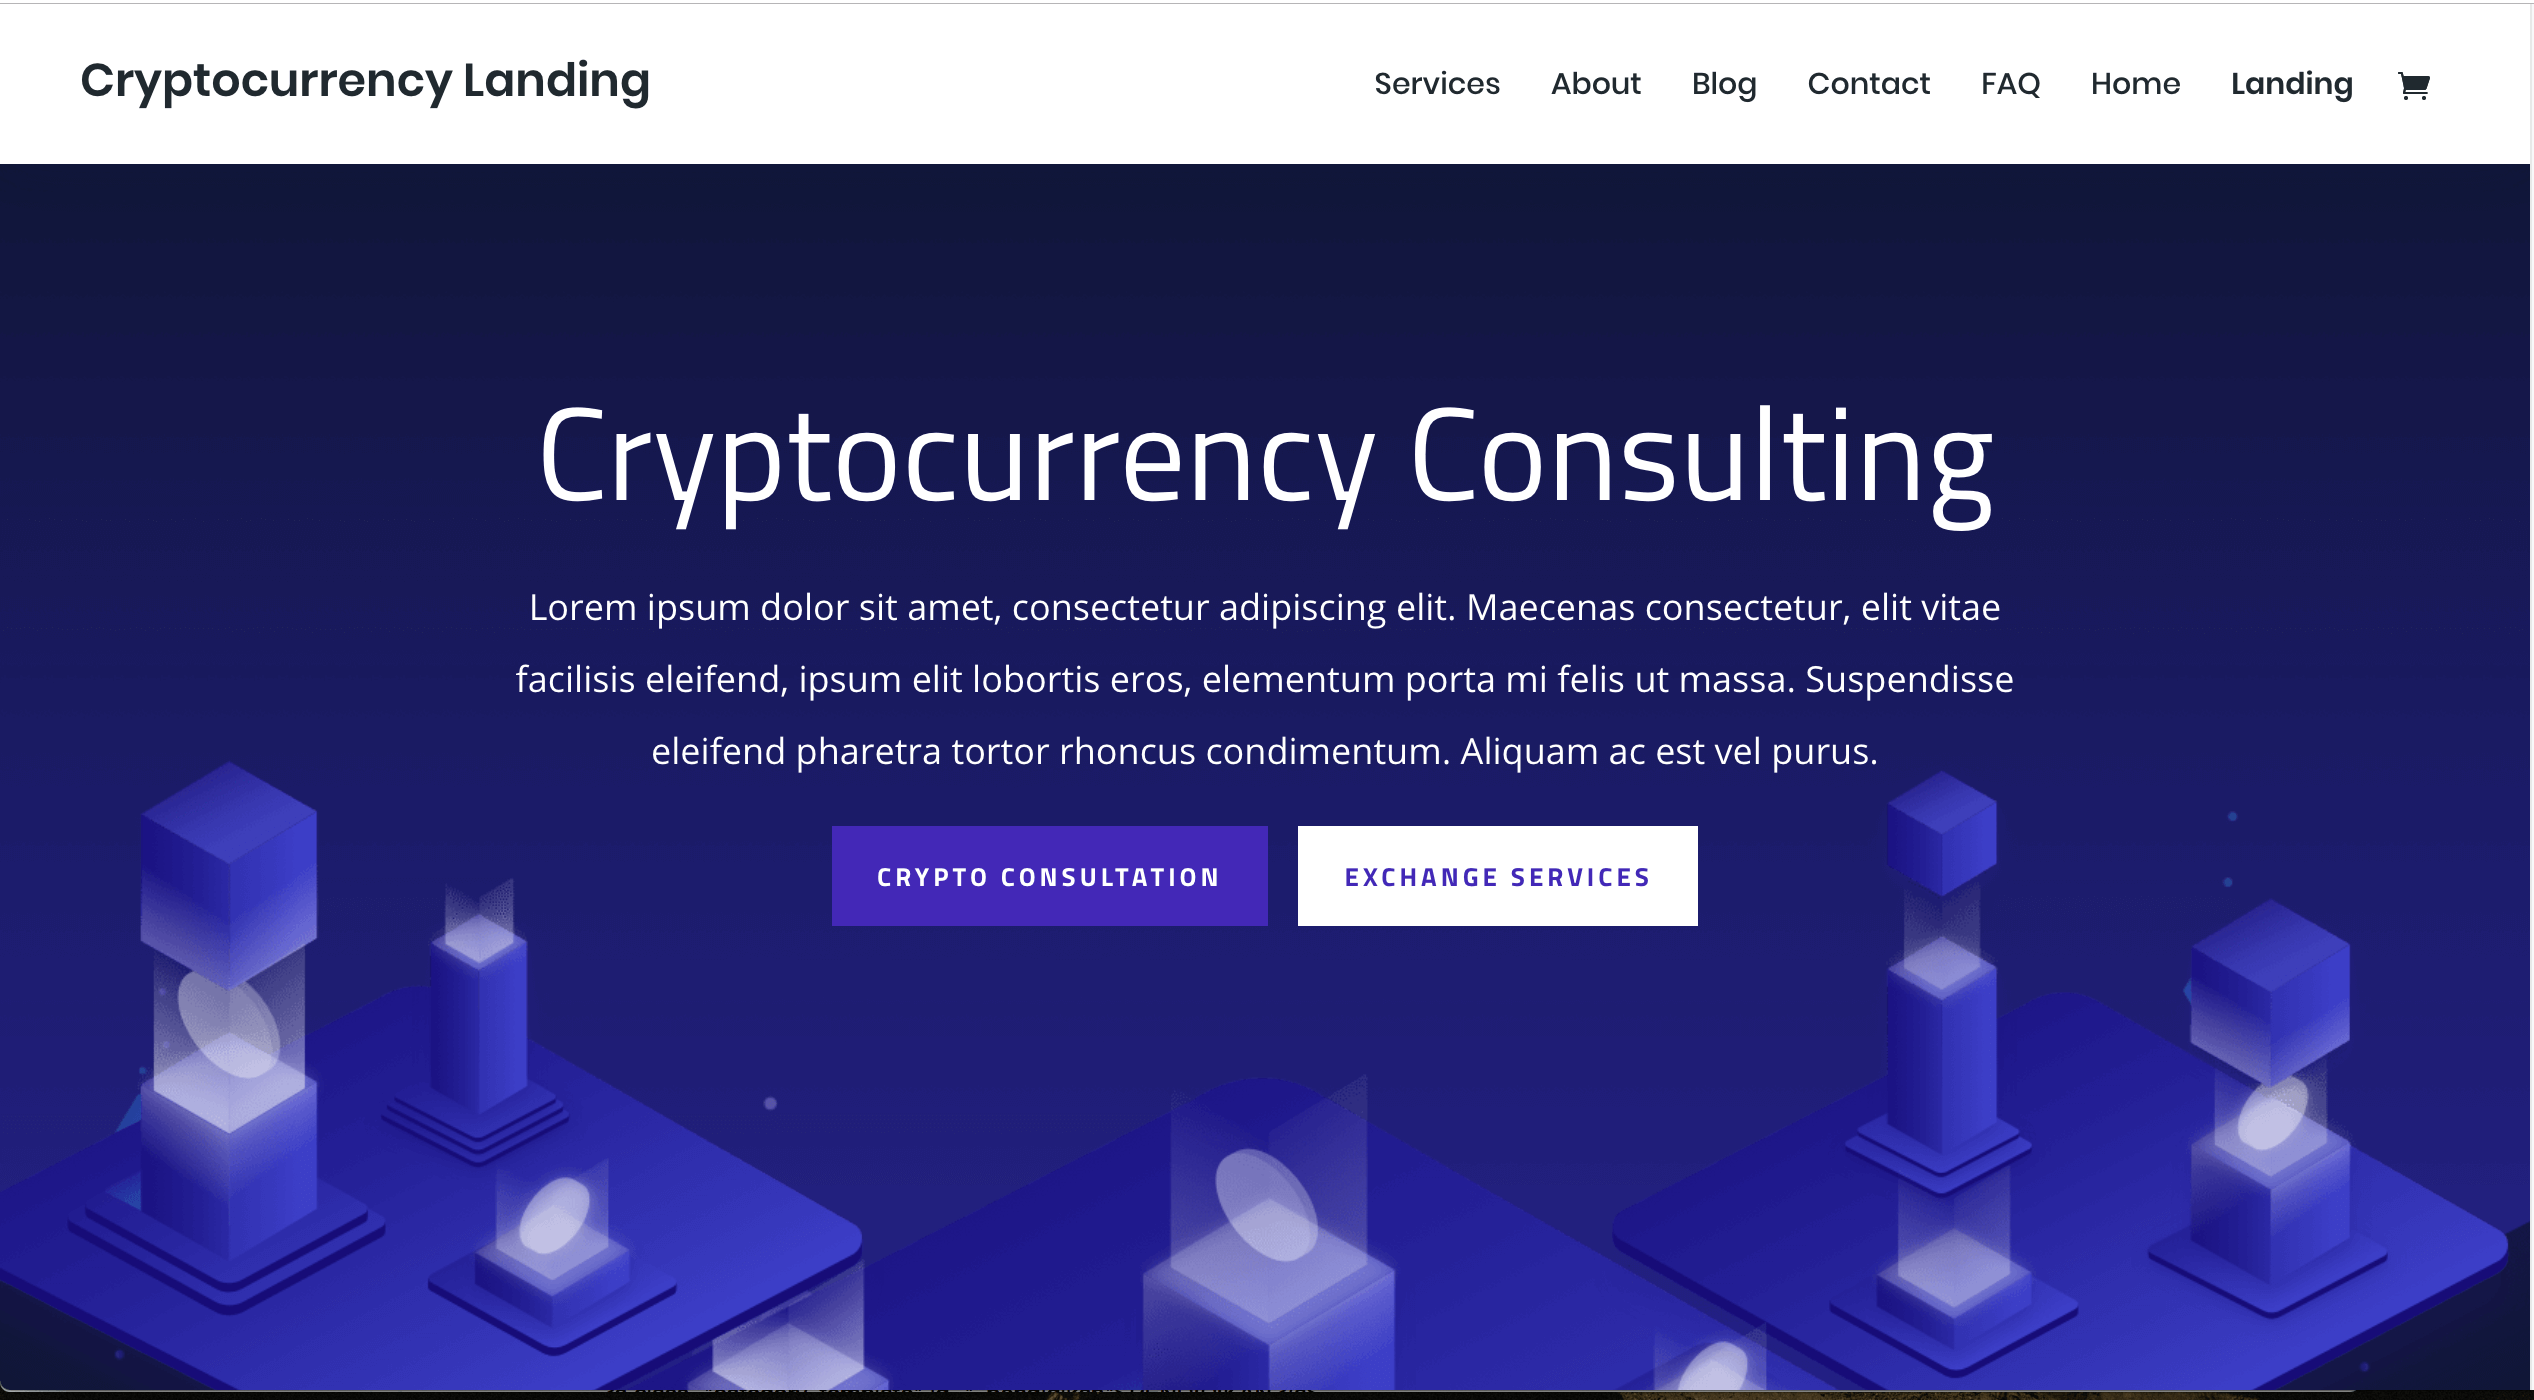 Cryptocurrency Landing
Services About Blog Contact FAQ Home Landing
Cryptocurrency Consulting
Lorem ipsum dolor sit amet, consectetur adipiscing elit. Maecenas consectetur, elit vitae
facilisis eleifend, ipsum elit lobortis eros, elementum porta mi felis ut massa. Suspendisse
eleifend pharetra tortor rhoncus condimentum. Aliquam ac est vel purus.
CRYPTO CONSULTATION
EXCHANGE SERVICES